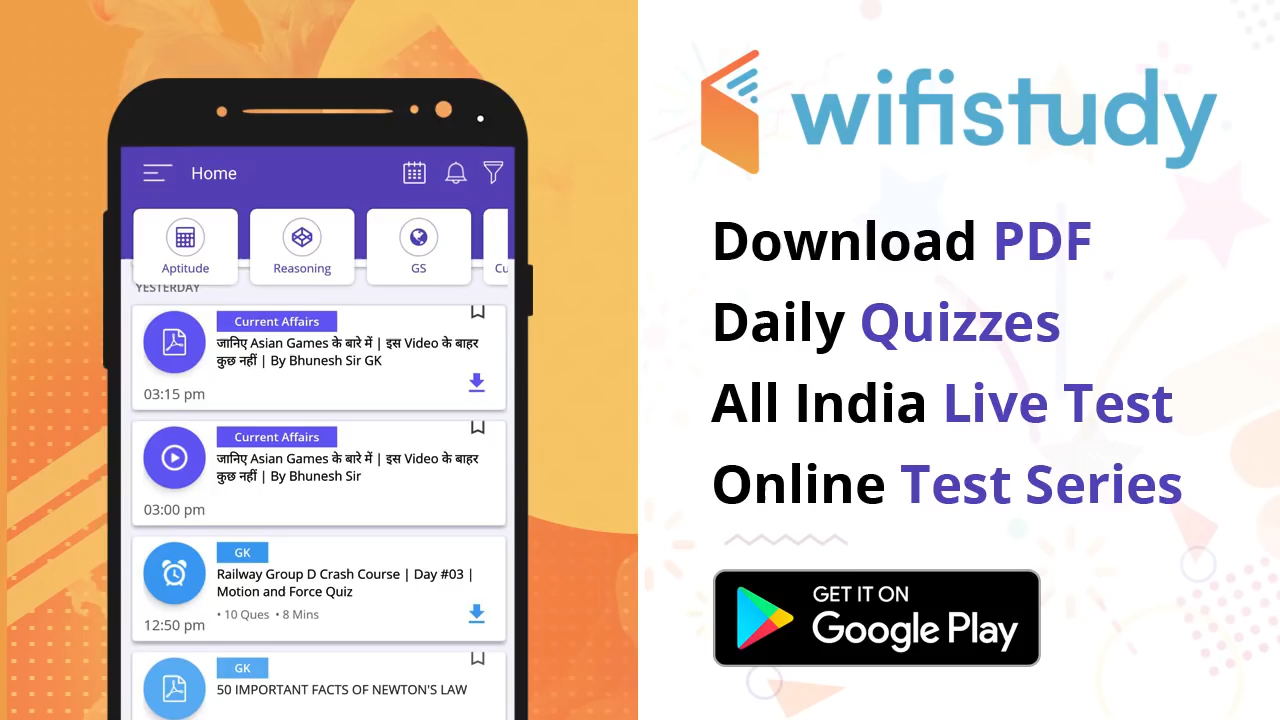 Home
Aptitude
Reasoning
GS
Cu
YESTERDAY
Current Affairs
जानिए Asian Games के बारे में | इस Video के बाहर
कुछ नहीं | By Bhunesh Sir GK
03:15 pm
Current Affairs
जानिए Asian Games के बारे में | इस Video के बाहर
कुछ नहीं | By Bhunesh Sir
03:00 pm
GK
Railway Group D Crash Course | Day #03 |
Motion and Force Quiz
• 10 Ques • 8 Mins
12:50 pm
GK
50 IMPORTANT FACTS OF NEWTON'S LAW
wifistudy
Download PDF
Daily Quizzes
All India Live Test
Online Test Series
GET IT ON
Google Play